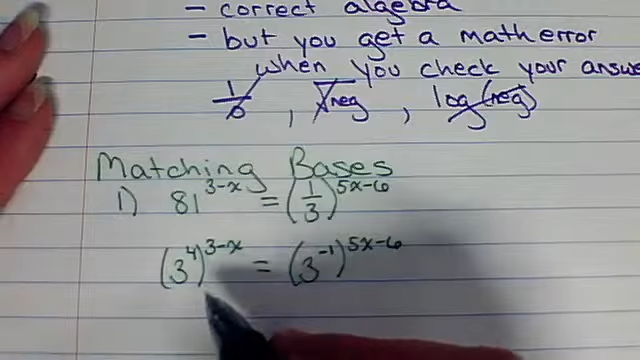 - correct algebra
- but you get a math error
when you check your answe
1/0 , √neg , log(neg)
Matching Bases
1) 81^(3-x) = (1/3)^(5x-6)
(3^4)^(3-x) = (3^-1)^(5x-6)